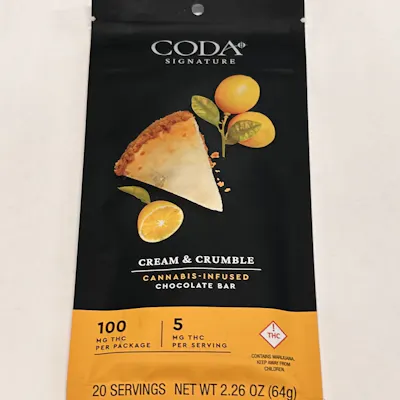 CODA
SIGNATURE
CREAM & CRUMBLE
CANNABIS-INFUSED
CHOCOLATE BAR
100
MG THC
PER PACKAGE
5
MG THC
PER SERVING
!
THC
CONTAINS MARIJUANA.
KEEP AWAY FROM
CHILDREN.
20 SERVINGS NET WT 2.26 OZ (64g)